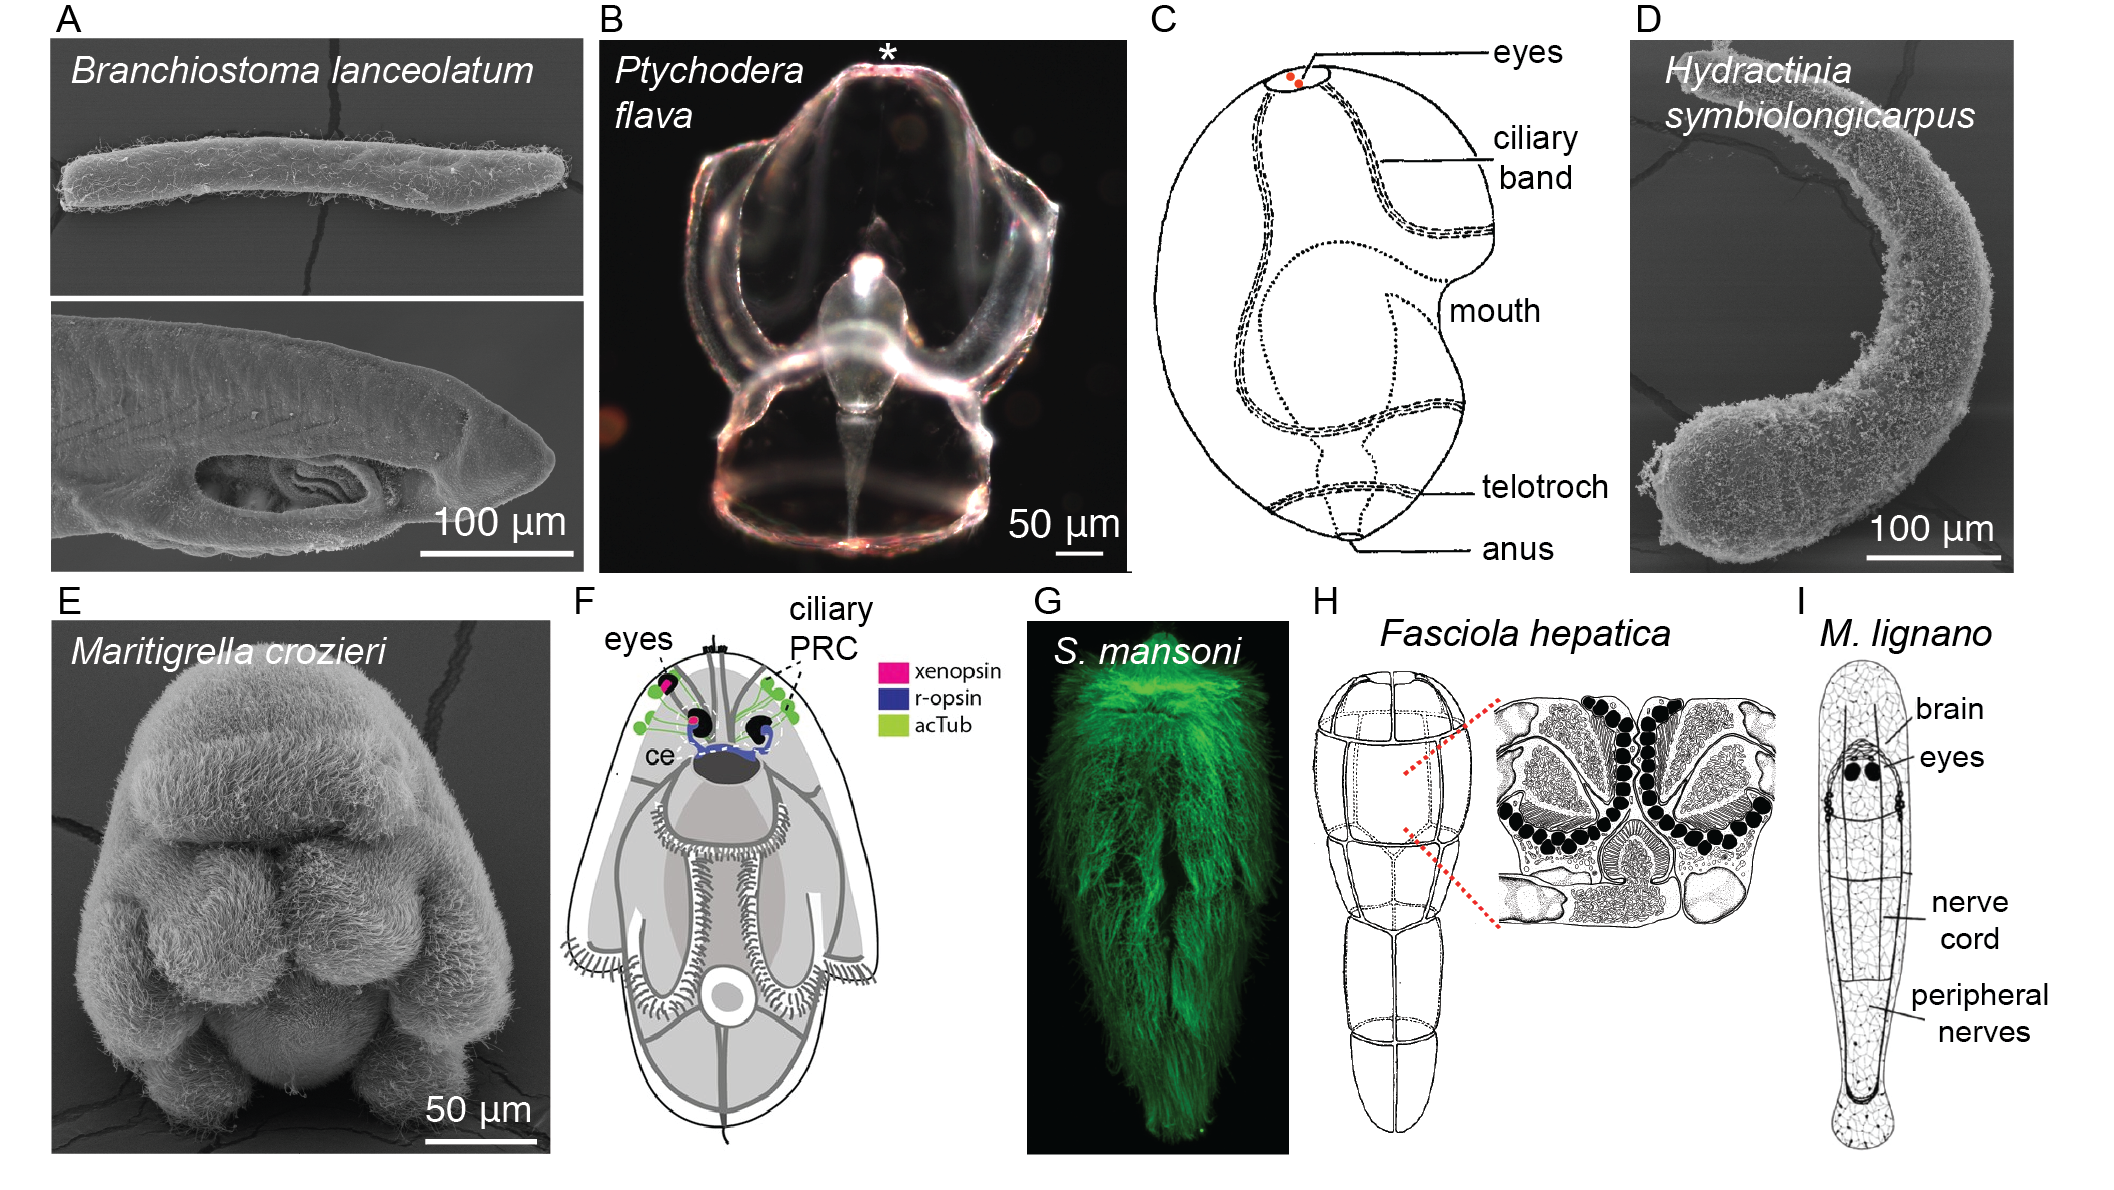 A
Branchiostoma lanceolatum
100 µm
B
*
Ptychodera
flava
50 µm
C
eyes
ciliary
band
mouth
telotroch
anus
D
Hydractinia
symbiolongicarpus
100 µm
E
Maritigrella crozieri
50 µm
F
ciliary
PRC
eyes
xenopsin
r-opsin
acTub
ce
G
S. mansoni
H
Fasciola hepatica
I
M. lignano
brain
eyes
nerve
cord
peripheral
nerves